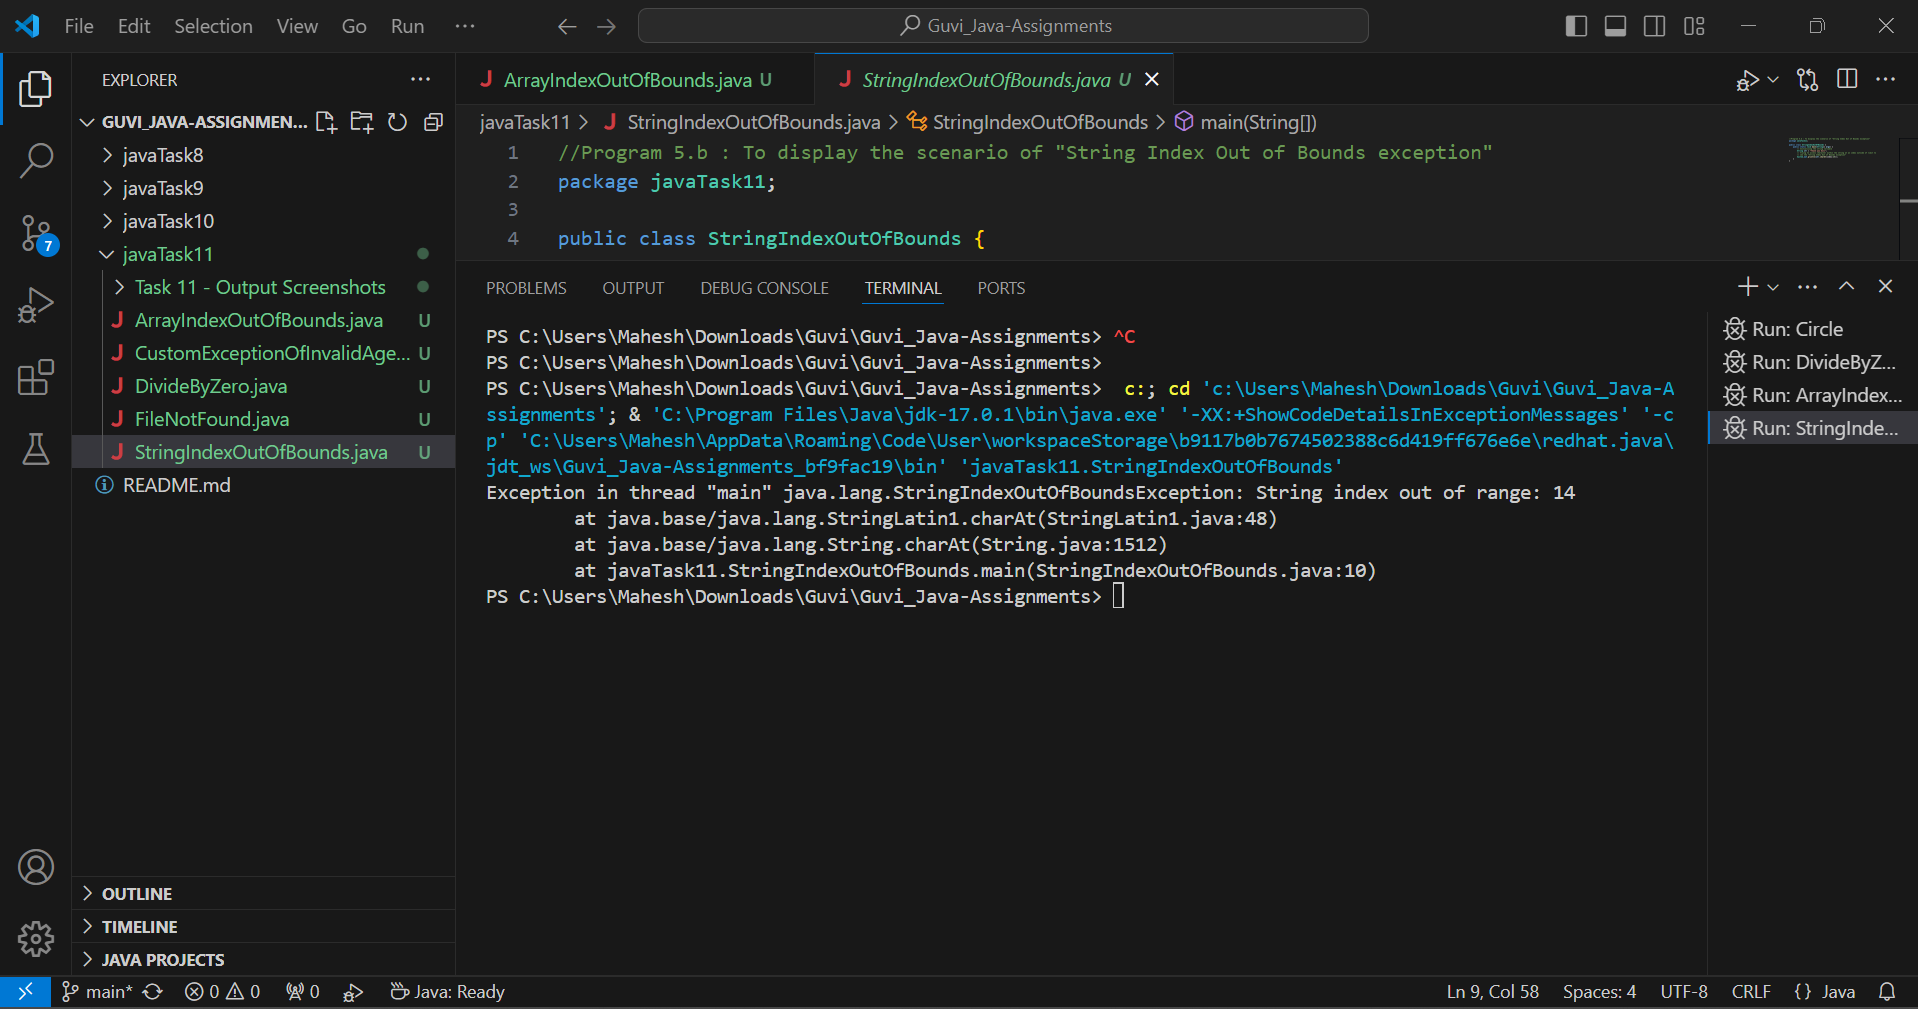 File Edit Selection View Go Run ··· Guvi_Java-Assignments
EXPLORER ···
GUVI_JAVA-ASSIGNMEN...
javaTask8
javaTask9
javaTask10
javaTask11
Task 11 - Output Screenshots
ArrayIndexOutOfBounds.java U
CustomExceptionOfInvalidAge... U
DivideByZero.java U
FileNotFound.java U
StringIndexOutOfBounds.java U
README.md
OUTLINE
TIMELINE
JAVA PROJECTS
7
ArrayIndexOutOfBounds.java U StringIndexOutOfBounds.java U
javaTask11 > StringIndexOutOfBounds.java > StringIndexOutOfBounds > main(String[])
1 //Program 5.b : To display the scenario of "String Index Out of Bounds exception"
2 package javaTask11;
3
4 public class StringIndexOutOfBounds {
PROBLEMS OUTPUT DEBUG CONSOLE TERMINAL PORTS
PS C:\Users\Mahesh\Downloads\Guvi\Guvi_Java-Assignments> ^C
PS C:\Users\Mahesh\Downloads\Guvi\Guvi_Java-Assignments>
PS C:\Users\Mahesh\Downloads\Guvi\Guvi_Java-Assignments>  c:; cd 'c:\Users\Mahesh\Downloads\Guvi\Guvi_Java-A
ssignments'; & 'C:\Program Files\Java\jdk-17.0.1\bin\java.exe' '-XX:+ShowCodeDetailsInExceptionMessages' '-c
p' 'C:\Users\Mahesh\AppData\Roaming\Code\User\workspaceStorage\b9117b0b7674502388c6d419ff676e6e\redhat.java\
jdt_ws\Guvi_Java-Assignments_bf9fac19\bin' 'javaTask11.StringIndexOutOfBounds'
Exception in thread "main" java.lang.StringIndexOutOfBoundsException: String index out of range: 14
at java.base/java.lang.StringLatin1.charAt(StringLatin1.java:48)
at java.base/java.lang.String.charAt(String.java:1512)
at javaTask11.StringIndexOutOfBounds.main(StringIndexOutOfBounds.java:10)
PS C:\Users\Mahesh\Downloads\Guvi\Guvi_Java-Assignments>
Run: Circle
Run: DivideByZ...
Run: ArrayIndex...
Run: StringInde...
main* 0 0 0 Java: Ready Ln 9, Col 58 Spaces: 4 UTF-8 CRLF {} Java